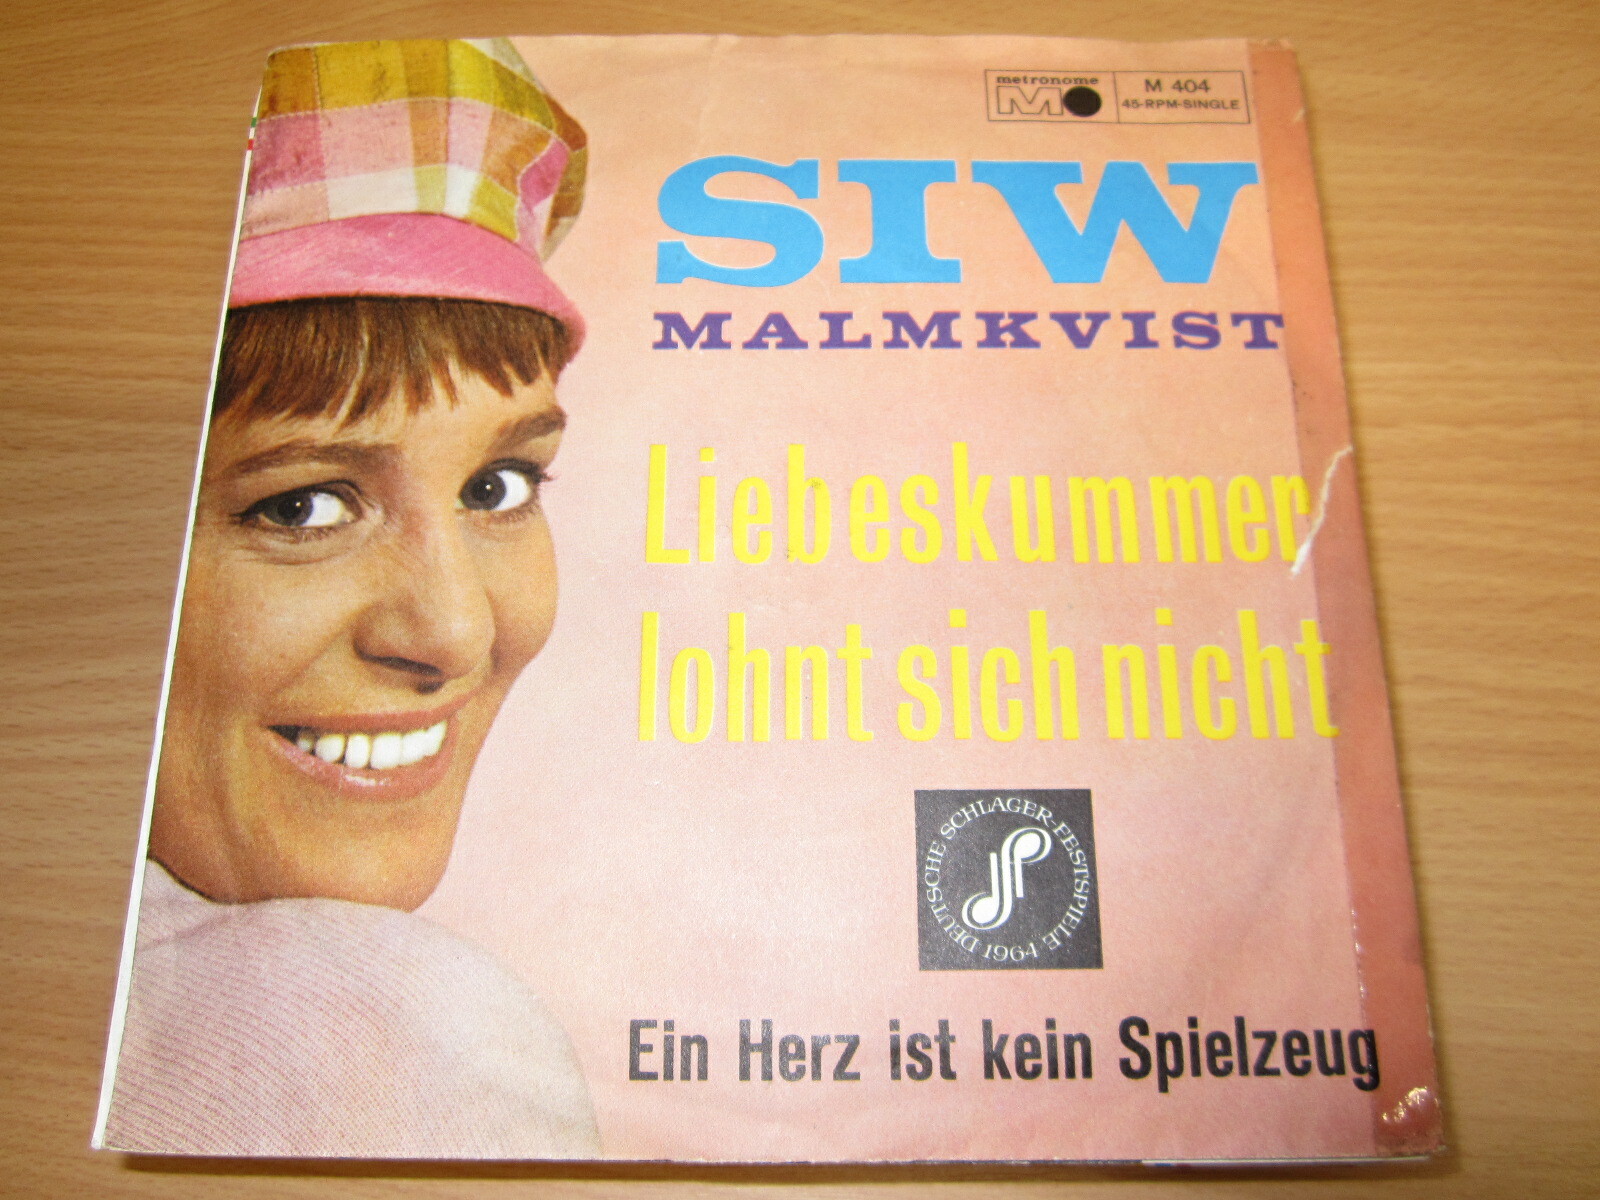 metronome
M 404
45-RPM-SINGLE
SIW
MALMKVIST
Liebeskummer
lohnt sich nicht
DEUTSCHE SCHLAGER-FESTSPIELE 1964
Ein Herz ist kein Spielzeug